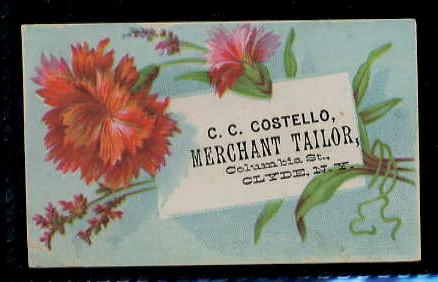 C. C. COSTELLO,
MERCHANT TAILOR,
Columbia St.,
CLYDE, N. Y.